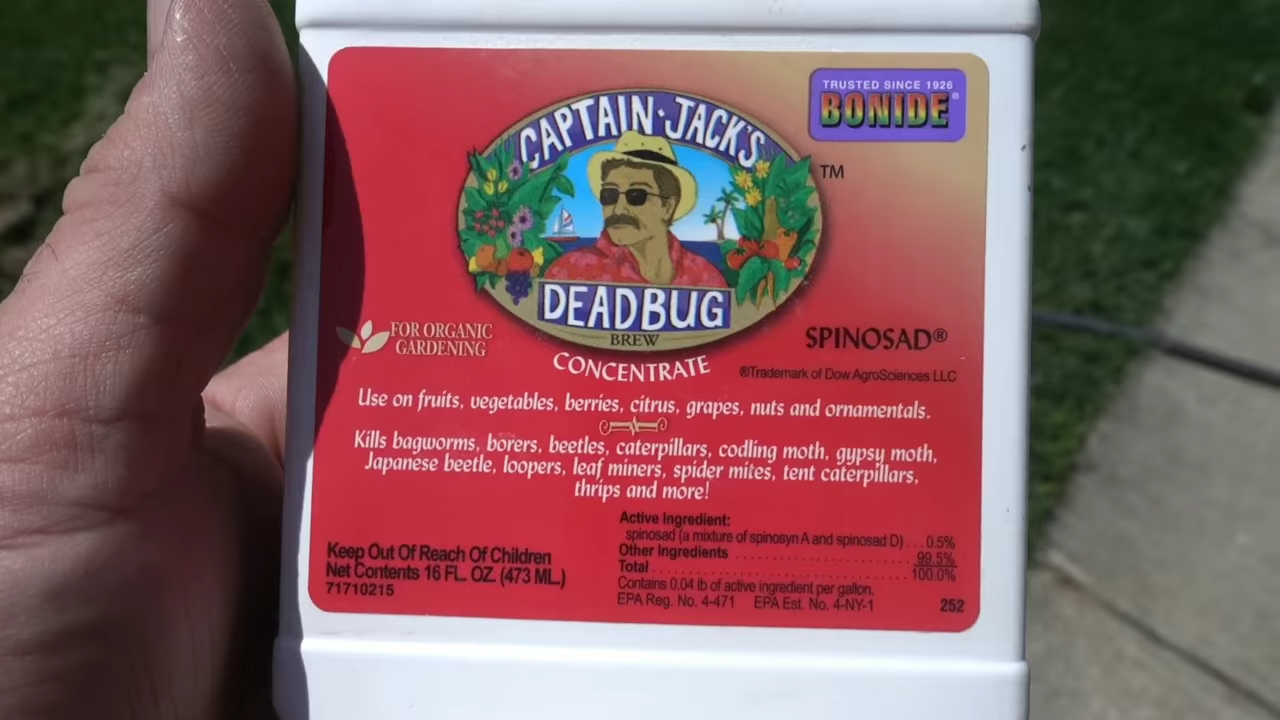 TRUSTED SINCE 1926
BONIDE®
CAPTAIN·JACK'S
TM
DEADBUG
BREW
CONCENTRATE
FOR ORGANIC
GARDENING
SPINOSAD®
®Trademark of Dow AgroSciences LLC
Use on fruits, vegetables, berries, citrus, grapes, nuts and ornamentals.
Kills bagworms, borers, beetles, caterpillars, codling moth, gypsy moth,
Japanese beetle, loopers, leaf miners, spider mites, tent caterpillars,
thrips and more!
Keep Out Of Reach Of Children
Net Contents 16 FL. OZ. (473 ML.)
71710215
Active Ingredient:
spinosad (a mixture of spinosyn A and spinosad D) . . . 0.5%
Other Ingredients . . . . . . . . . . . . . . . . . . . . . . . . . 99.5%
Total . . . . . . . . . . . . . . . . . . . . . . . . . . . . . . . . . . . 100.0%
Contains 0.04 lb of active ingredient per gallon.
EPA Reg. No. 4-471 EPA Est. No. 4-NY-1
252